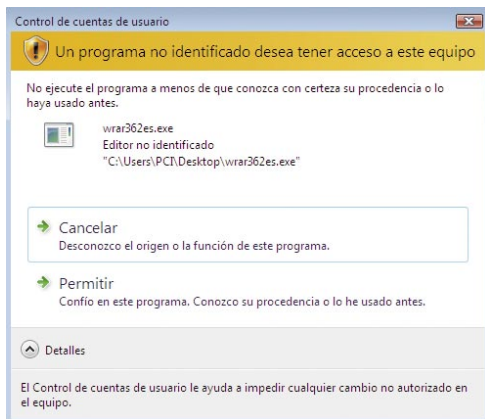 Control de cuentas de usuario
Un programa no identificado desea tener acceso a este equipo
No ejecute el programa a menos de que conozca con certeza su procedencia o lo
haya usado antes.
wrar362es.exe
Editor no identificado
"C:\Users\PCI\Desktop\wrar362es.exe"
Cancelar
Desconozco el origen o la función de este programa.
Permitir
Confío en este programa. Conozco su procedencia o lo he usado antes.
Detalles
El Control de cuentas de usuario le ayuda a impedir cualquier cambio no autorizado en
el equipo.